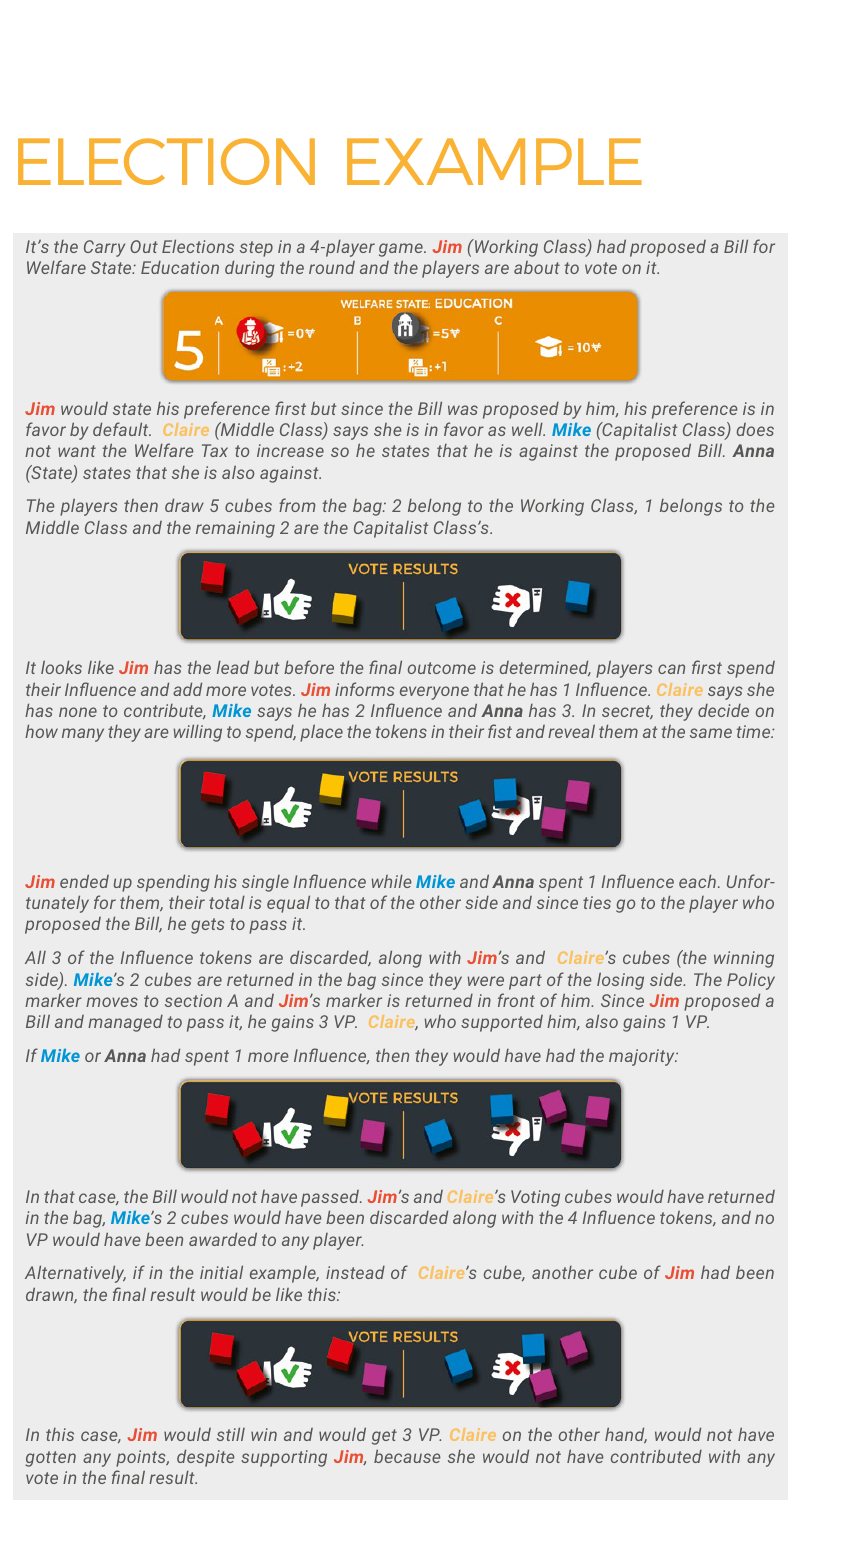 ELECTION EXAMPLE
It's the Carry Out Elections step in a 4-player game. Jim (Working Class) had proposed a Bill for
Welfare State: Education during the round and the players are about to vote on it.
WELFARE STATE: EDUCATION
A B C
5 =0₩ =5₩ =10₩
:+2 :+1
Jim would state his preference first but since the Bill was proposed by him, his preference is in
favor by default. Claire (Middle Class) says she is in favor as well. Mike (Capitalist Class) does
not want the Welfare Tax to increase so he states that he is against the proposed Bill. Anna
(State) states that she is also against.
The players then draw 5 cubes from the bag: 2 belong to the Working Class, 1 belongs to the
Middle Class and the remaining 2 are the Capitalist Class's.
VOTE RESULTS
It looks like Jim has the lead but before the final outcome is determined, players can first spend
their Influence and add more votes. Jim informs everyone that he has 1 Influence. Claire says she
has none to contribute, Mike says he has 2 Influence and Anna has 3. In secret, they decide on
how many they are willing to spend, place the tokens in their fist and reveal them at the same time:
VOTE RESULTS
Jim ended up spending his single Influence while Mike and Anna spent 1 Influence each. Unfor-
tunately for them, their total is equal to that of the other side and since ties go to the player who
proposed the Bill, he gets to pass it.
All 3 of the Influence tokens are discarded, along with Jim's and Claire's cubes (the winning
side). Mike's 2 cubes are returned in the bag since they were part of the losing side. The Policy
marker moves to section A and Jim's marker is returned in front of him. Since Jim proposed a
Bill and managed to pass it, he gains 3 VP. Claire, who supported him, also gains 1 VP.
If Mike or Anna had spent 1 more Influence, then they would have had the majority:
VOTE RESULTS
In that case, the Bill would not have passed. Jim's and Claire's Voting cubes would have returned
in the bag, Mike's 2 cubes would have been discarded along with the 4 Influence tokens, and no
VP would have been awarded to any player.
Alternatively, if in the initial example, instead of Claire's cube, another cube of Jim had been
drawn, the final result would be like this:
VOTE RESULTS
In this case, Jim would still win and would get 3 VP. Claire on the other hand, would not have
gotten any points, despite supporting Jim, because she would not have contributed with any
vote in the final result.